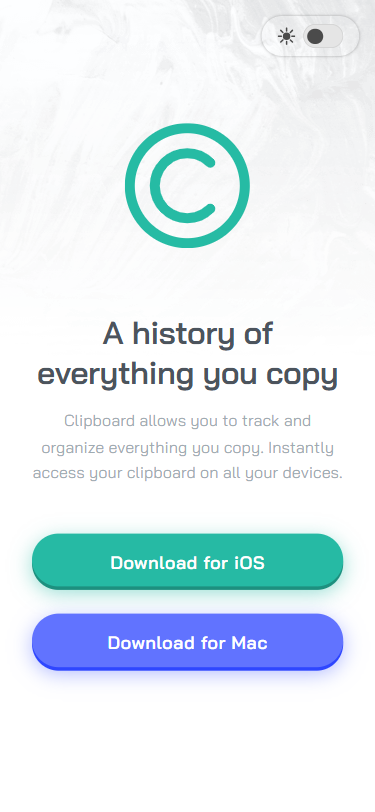 A history of
everything you copy
Clipboard allows you to track and
organize everything you copy. Instantly
access your clipboard on all your devices.
Download for iOS
Download for Mac